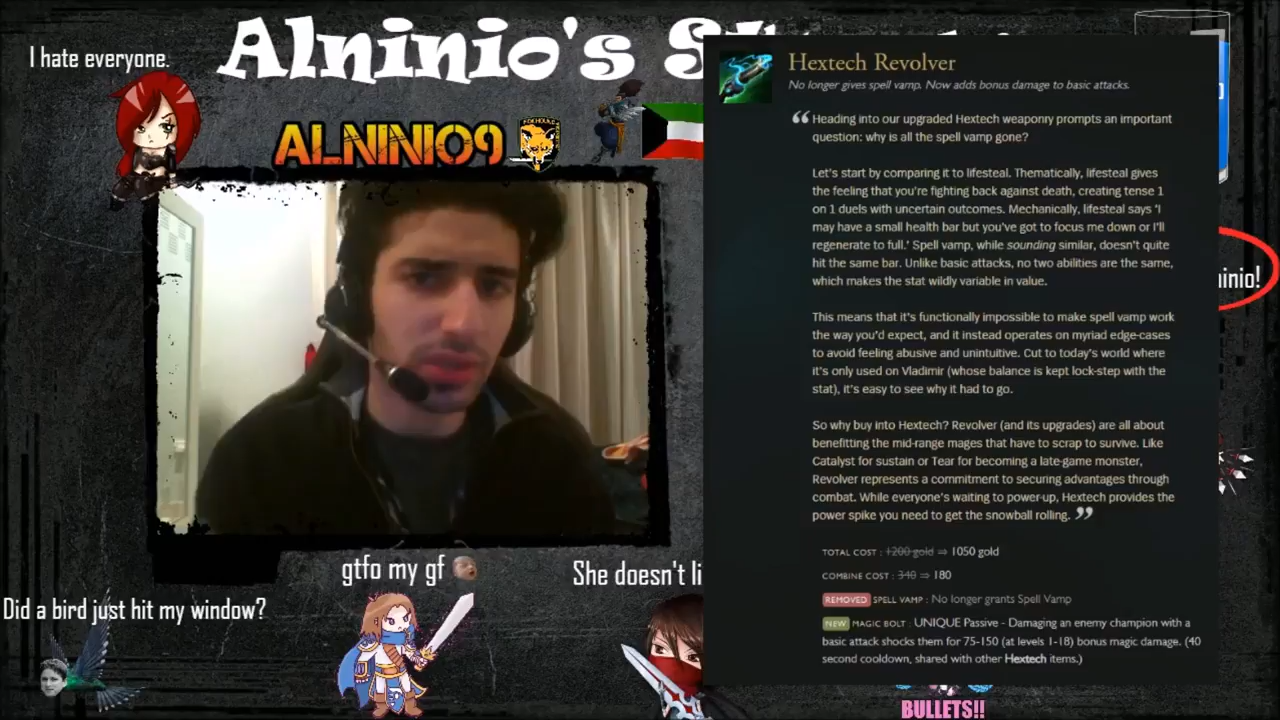 I hate everyone.
Alninio's
ALNINIO9
Hextech Revolver
No longer gives spell vamp. Now adds bonus damage to basic attacks.
“ Heading into our upgraded Hextech weaponry prompts an important
question: why is all the spell vamp gone?
Let's start by comparing it to lifesteal. Thematically, lifesteal gives
the feeling that you're fighting back against death, creating tense 1
on 1 duels with uncertain outcomes. Mechanically, lifesteal says 'I
may have a small health bar but you've got to focus me down or I'll
regenerate to full.' Spell vamp, while sounding similar, doesn't quite
hit the same bar. Unlike basic attacks, no two abilities are the same,
which makes the stat wildly variable in value.
This means that it's functionally impossible to make spell vamp work
the way you'd expect, and it instead operates on myriad edge-cases
to avoid feeling abusive and unintuitive. Cut to today's world where
it's only used on Vladimir (whose balance is kept lock-step with the
stat), it's easy to see why it had to go.
So why buy into Hextech? Revolver (and its upgrades) are all about
benefitting the mid-range mages that have to scrap to survive. Like
Catalyst for sustain or Tear for becoming a late-game monster,
Revolver represents a commitment to securing advantages through
combat. While everyone's waiting to power-up, Hextech provides the
power spike you need to get the snowball rolling. ”
TOTAL COST : 1200 gold ⇒ 1050 gold
COMBINE COST : 340 ⇒ 180
REMOVED SPELL VAMP : No longer grants Spell Vamp
NEW MAGIC BOLT : UNIQUE Passive - Damaging an enemy champion with a
basic attack shocks them for 75-150 (at levels 1-18) bonus magic damage. (40
second cooldown, shared with other Hextech items.)
inio!
gtfo my gf
She doesn't li
Did a bird just hit my window?
BULLETS!!